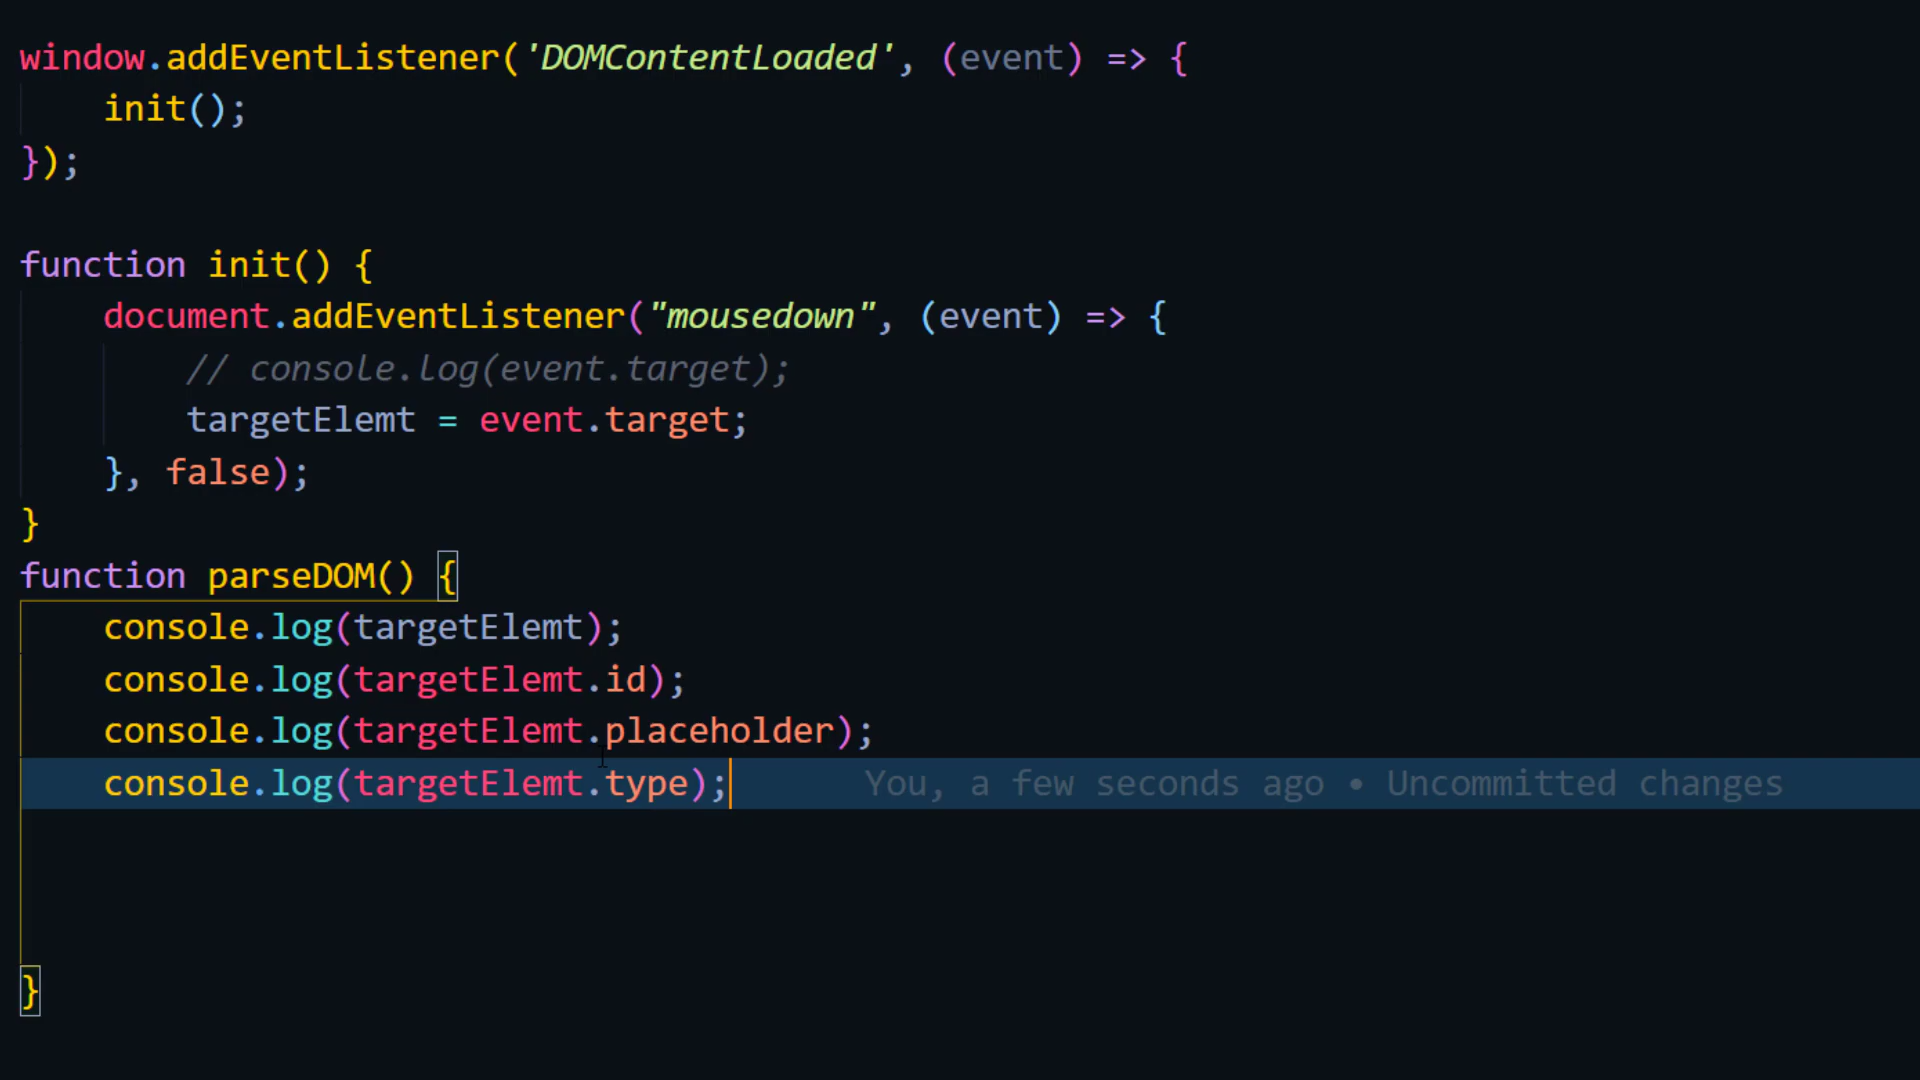 window.addEventListener('DOMContentLoaded', (event) => {
    init();
});
function init() {
    document.addEventListener("mousedown", (event) => {
        // console.log(event.target);
        targetElemt = event.target;
    }, false);
}
function parseDOM() {
    console.log(targetElemt);
    console.log(targetElemt.id);
    console.log(targetElemt.placeholder);
    console.log(targetElemt.type); You, a few seconds ago • Uncommitted changes
}